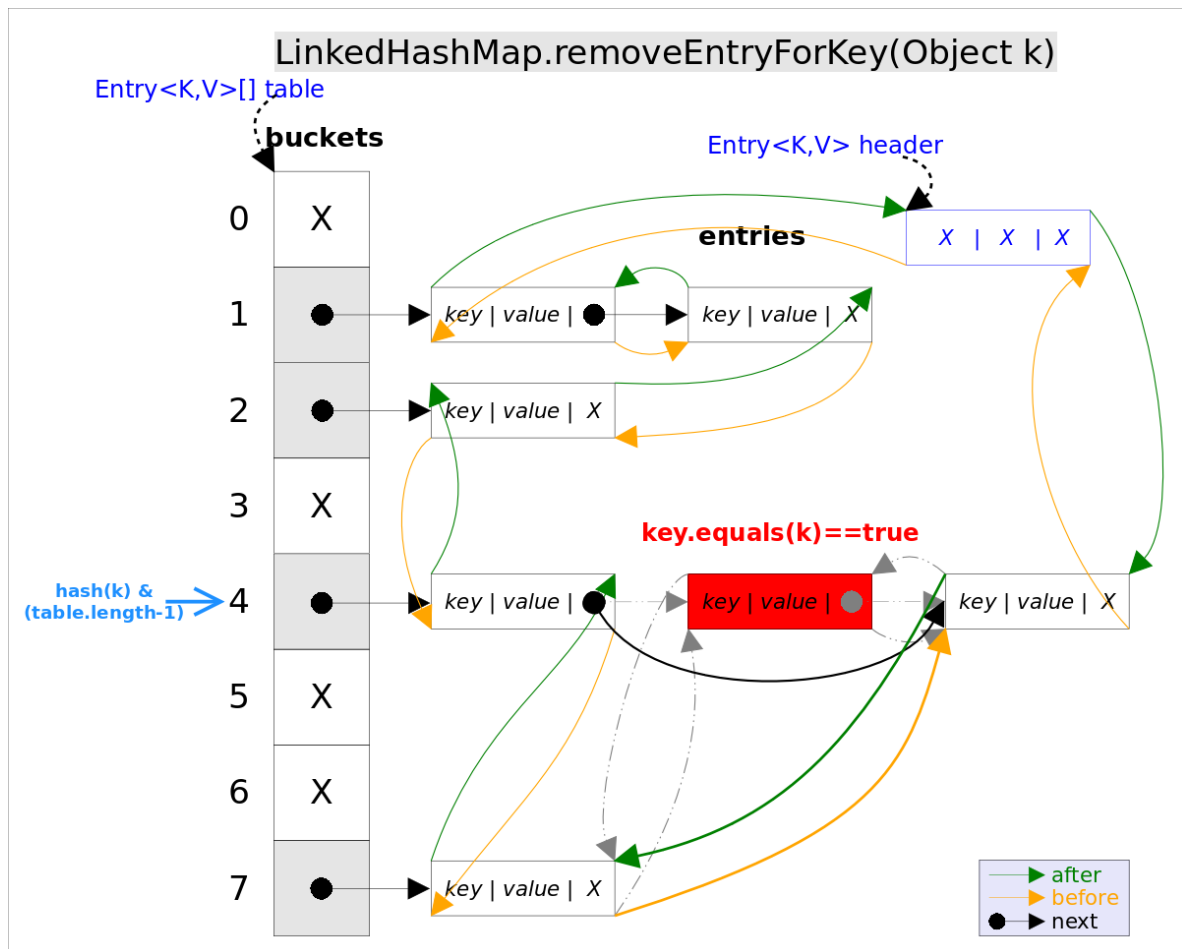 LinkedHashMap.removeEntryForKey(Object k)
Entry<K,V>[] table
buckets
Entry<K,V> header
0 X
X | X | X
entries
1 key | value | key | value | X
2 key | value | X
3 X
key.equals(k)==true
hash(k) &
(table.length-1)
4 key | value | key | value | key | value | X
5 X
6 X
7 key | value | X
after
before
next